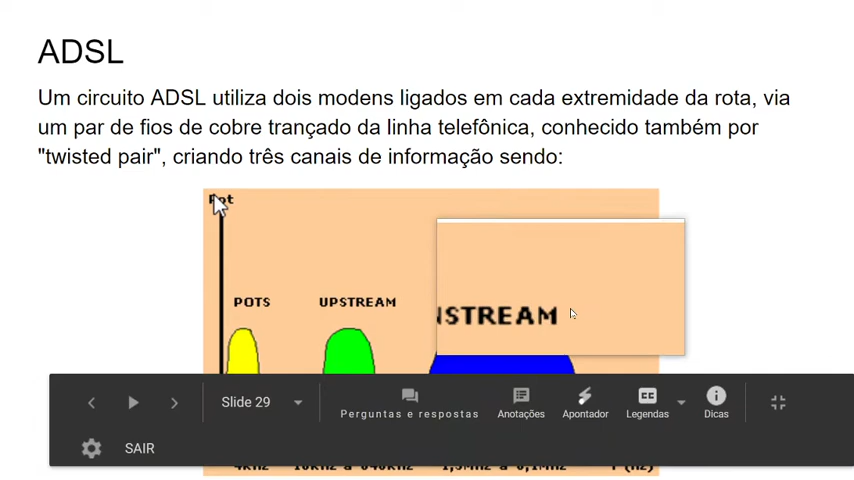 ADSL
Um circuito ADSL utiliza dois modens ligados em cada extremidade da rota, via
um par de fios de cobre trançado da linha telefônica, conhecido também por
"twisted pair", criando três canais de informação sendo:
POTS UPSTREAM NSTREAM
Slide 29
Perguntas e respostas Anotações Apontador Legendas Dicas
SAIR